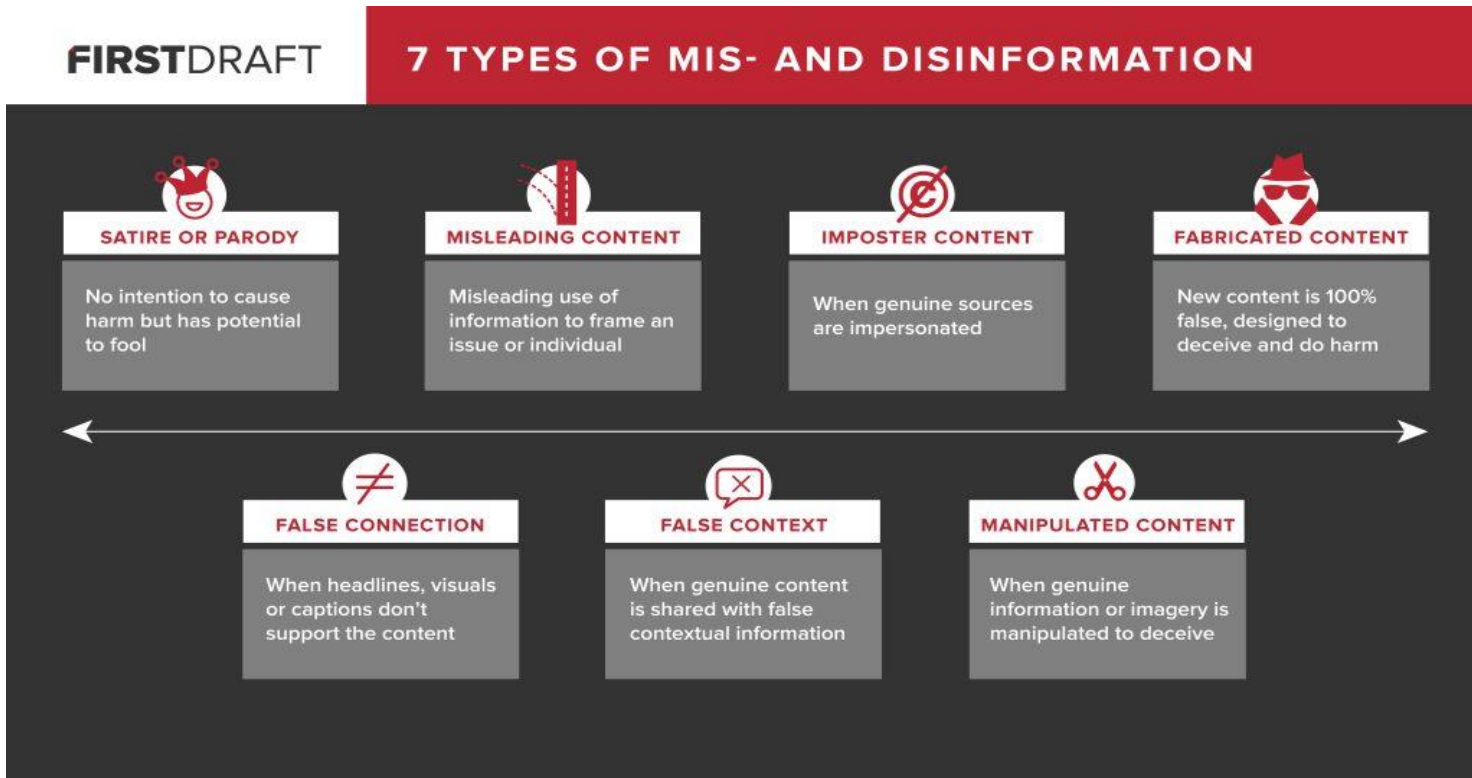 FIRSTDRAFT
7 TYPES OF MIS- AND DISINFORMATION
SATIRE OR PARODY
No intention to cause
harm but has potential
to fool
MISLEADING CONTENT
Misleading use of
information to frame an
issue or individual
IMPOSTER CONTENT
When genuine sources
are impersonated
FABRICATED CONTENT
New content is 100%
false, designed to
deceive and do harm
FALSE CONNECTION
When headlines, visuals
or captions don’t
support the content
FALSE CONTEXT
When genuine content
is shared with false
contextual information
MANIPULATED CONTENT
When genuine
information or imagery is
manipulated to deceive